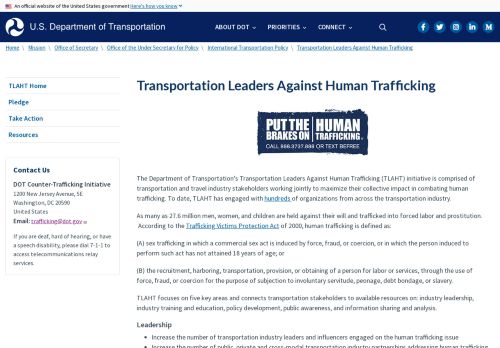 An official website of the United States government Here's how you know
U.S. Department of Transportation
ABOUT DOT
PRIORITIES
CONNECT
Home \ Mission \ Office of Secretary \ Office of the Under Secretary for Policy \ International Transportation Policy \ Transportation Leaders Against Human Trafficking
TLAHT Home
Pledge
Take Action
Resources
Contact Us
DOT Counter-Trafficking Initiative
1200 New Jersey Avenue, SE
Washington, DC 20590
United States
Email: trafficking@dot.gov
If you are deaf, hard of hearing, or have
a speech disability, please dial 7-1-1 to
access telecommunications relay
services.
Transportation Leaders Against Human Trafficking
PUT THE BRAKES ON HUMAN TRAFFICKING.
CALL 888.3737.888 OR TEXT BEFREE
The Department of Transportation's Transportation Leaders Against Human Trafficking (TLAHT) initiative is comprised of
transportation and travel industry stakeholders working jointly to maximize their collective impact in combating human
trafficking. To date, TLAHT has engaged with hundreds of organizations from across the transportation industry.
As many as 27.6 million men, women, and children are held against their will and trafficked into forced labor and prostitution.
According to the Trafficking Victims Protection Act of 2000, human trafficking is defined as:
(A) sex trafficking in which a commercial sex act is induced by force, fraud, or coercion, or in which the person induced to
perform such act has not attained 18 years of age; or
(B) the recruitment, harboring, transportation, provision, or obtaining of a person for labor or services, through the use of
force, fraud, or coercion for the purpose of subjection to involuntary servitude, peonage, debt bondage, or slavery.
TLAHT focuses on five key areas and connects transportation stakeholders to available resources on: industry leadership,
industry training and education, policy development, public awareness, and information sharing and analysis.
Leadership
Increase the number of transportation industry leaders and influencers engaged on the human trafficking issue
Increase the number of public, private and cross-modal transportation industry partnerships addressing human trafficking